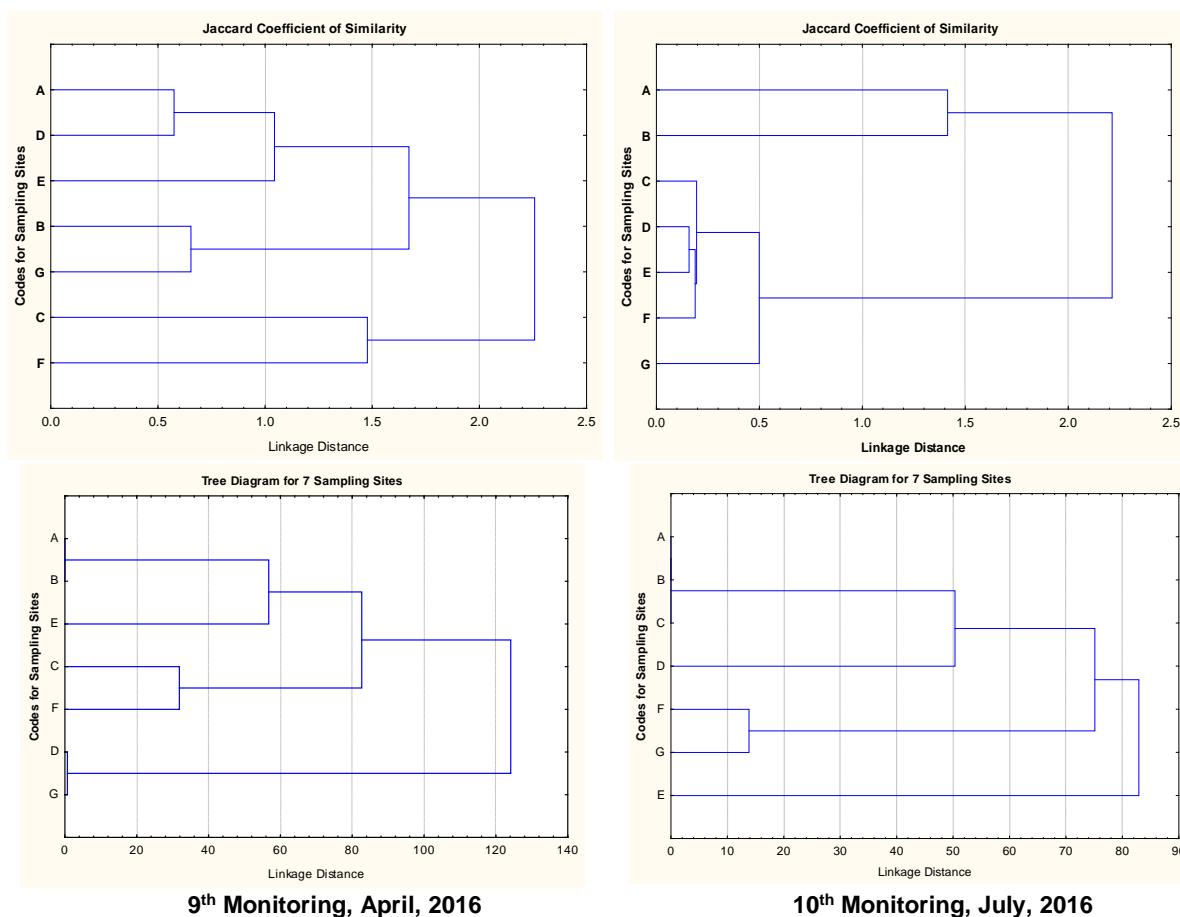 Jaccard Coefficient of Similarity
Codes for Sampling Sites
A
D
E
B
G
C
F
0.0 0.5 1.0 1.5 2.0 2.5
Linkage Distance
Jaccard Coefficient of Similarity
Codes for Sampling Sites
A
B
C
D
E
F
G
0.0 0.5 1.0 1.5 2.0 2.5
Linkage Distance
Tree Diagram for 7 Sampling Sites
Codes for Sampling Sites
A
B
E
C
F
D
G
0 20 40 60 80 100 120 140
Linkage Distance
9th Monitoring, April, 2016
Tree Diagram for 7 Sampling Sites
Codes for Sampling Sites
A
B
C
D
F
G
E
0 10 20 30 40 50 60 70 80 90
Linkage Distance
10th Monitoring, July, 2016